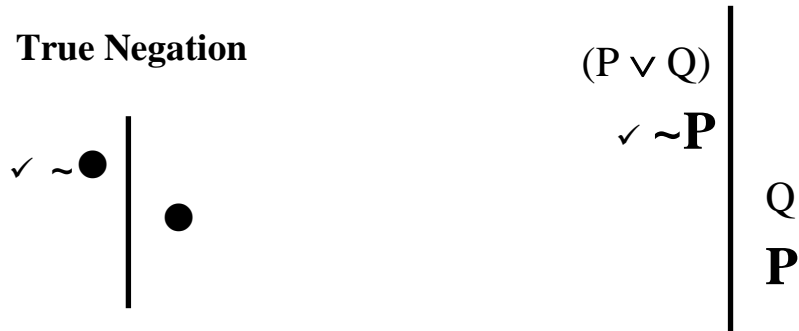 True Negation
✓ ~●
●
(P ∨ Q)
✓ ~P
Q
P